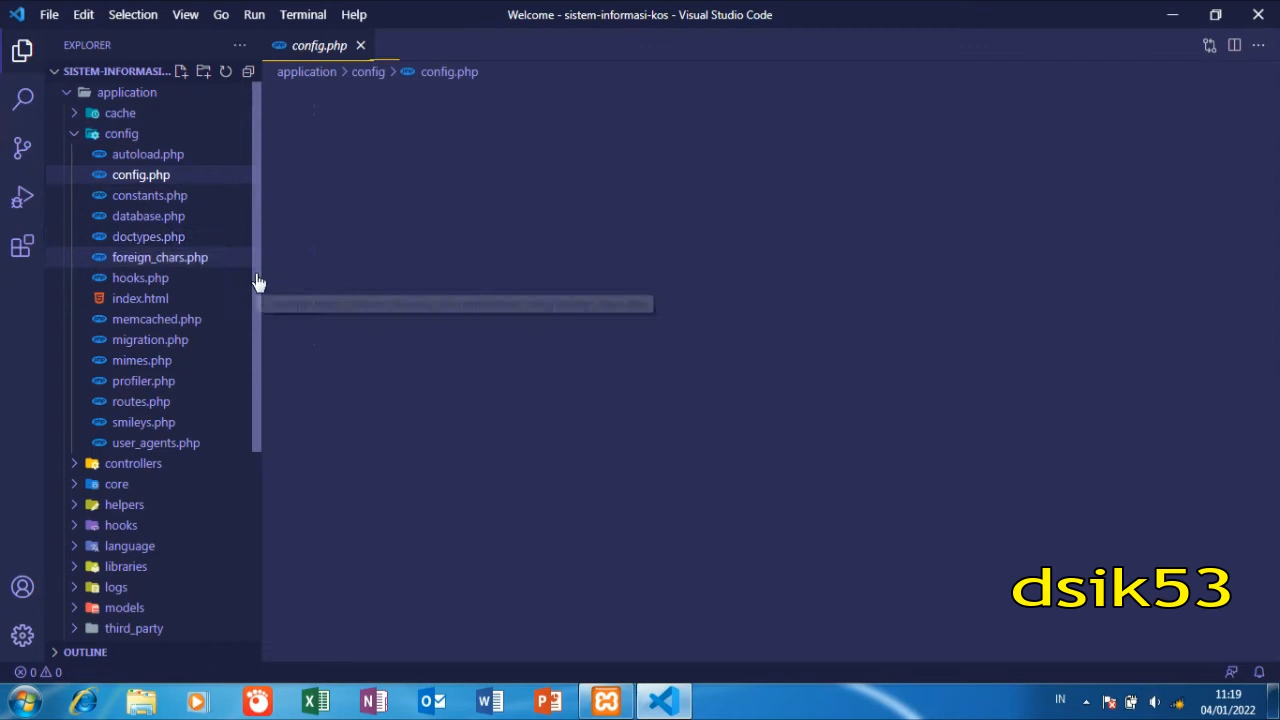 File Edit Selection View Go Run Terminal Help
Welcome - sistem-informasi-kos - Visual Studio Code
EXPLORER
config.php
SISTEM-INFORMASI...
application
config
config.php
application
cache
config
autoload.php
config.php
constants.php
database.php
doctypes.php
foreign_chars.php
hooks.php
index.html
memcached.php
migration.php
mimes.php
profiler.php
routes.php
smileys.php
user_agents.php
controllers
core
helpers
hooks
language
libraries
logs
models
third_party
OUTLINE
dsik53
0 0
IN
11:19
04/01/2022